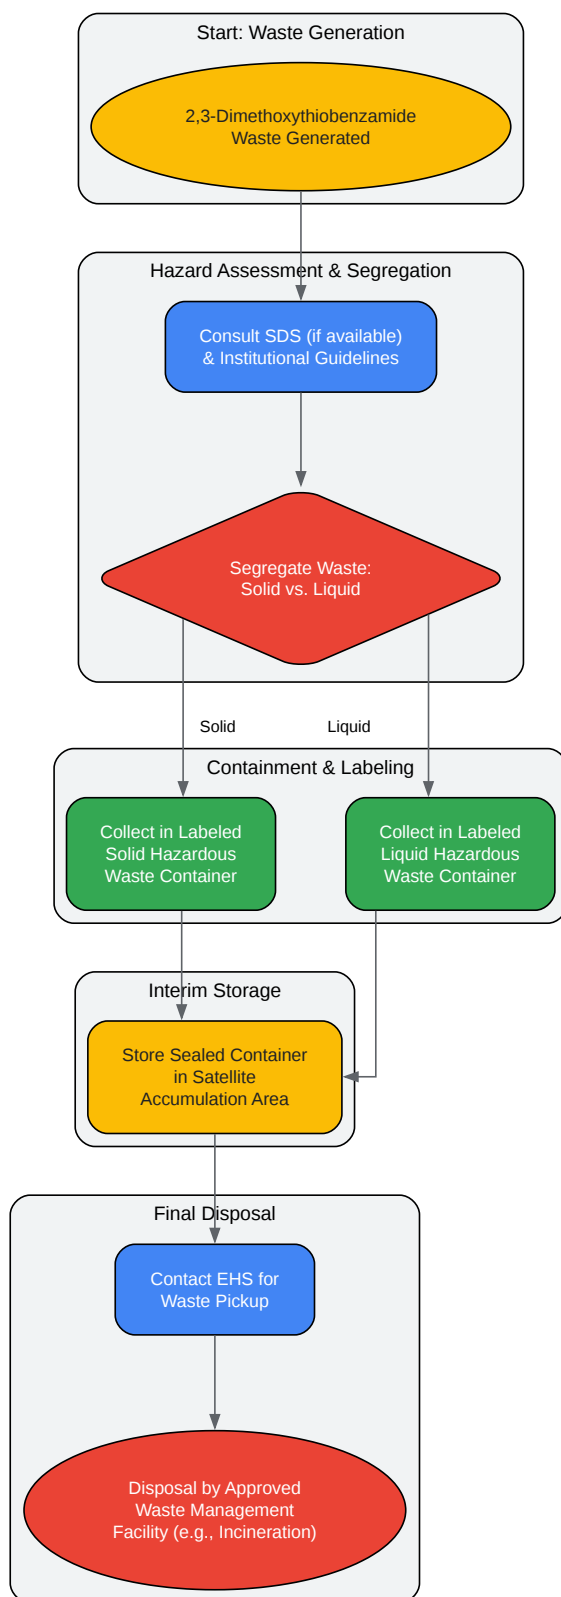 Start: Waste Generation
2,3-Dimethoxythiobenzamide
Waste Generated
Hazard Assessment & Segregation
Consult SDS (if available)
& Institutional Guidelines
Segregate Waste:
Solid vs. Liquid
Solid
Liquid
Containment & Labeling
Collect in Labeled
Solid Hazardous
Waste Container
Collect in Labeled
Liquid Hazardous
Waste Container
Interim Storage
Store Sealed Container
in Satellite
Accumulation Area
Final Disposal
Contact EHS for
Waste Pickup
Disposal by Approved
Waste Management
Facility (e.g., Incineration)